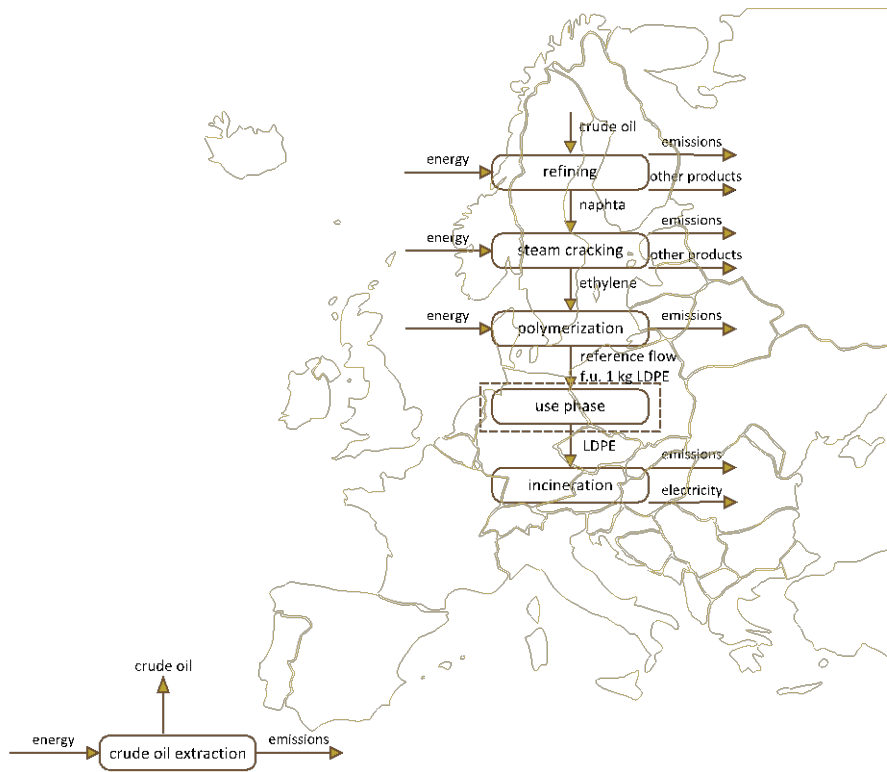 crude oil
emissions
energy
refining
other products
naphta
emissions
energy
steam cracking
other products
ethylene
energy
polymerization
emissions
reference flow
f.u. 1 kg LDPE
use phase
LDPE
emissions
incineration
electricity
crude oil
energy
crude oil extraction
emissions